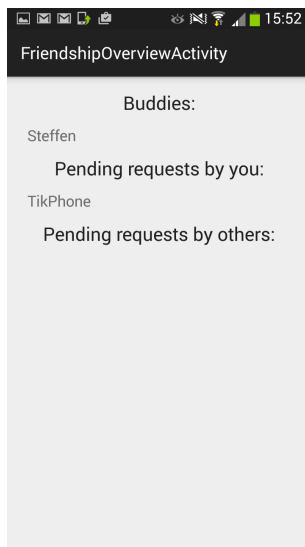 15:52
FriendshipOverviewActivity
Buddies:
Steffen
Pending requests by you:
TikPhone
Pending requests by others: